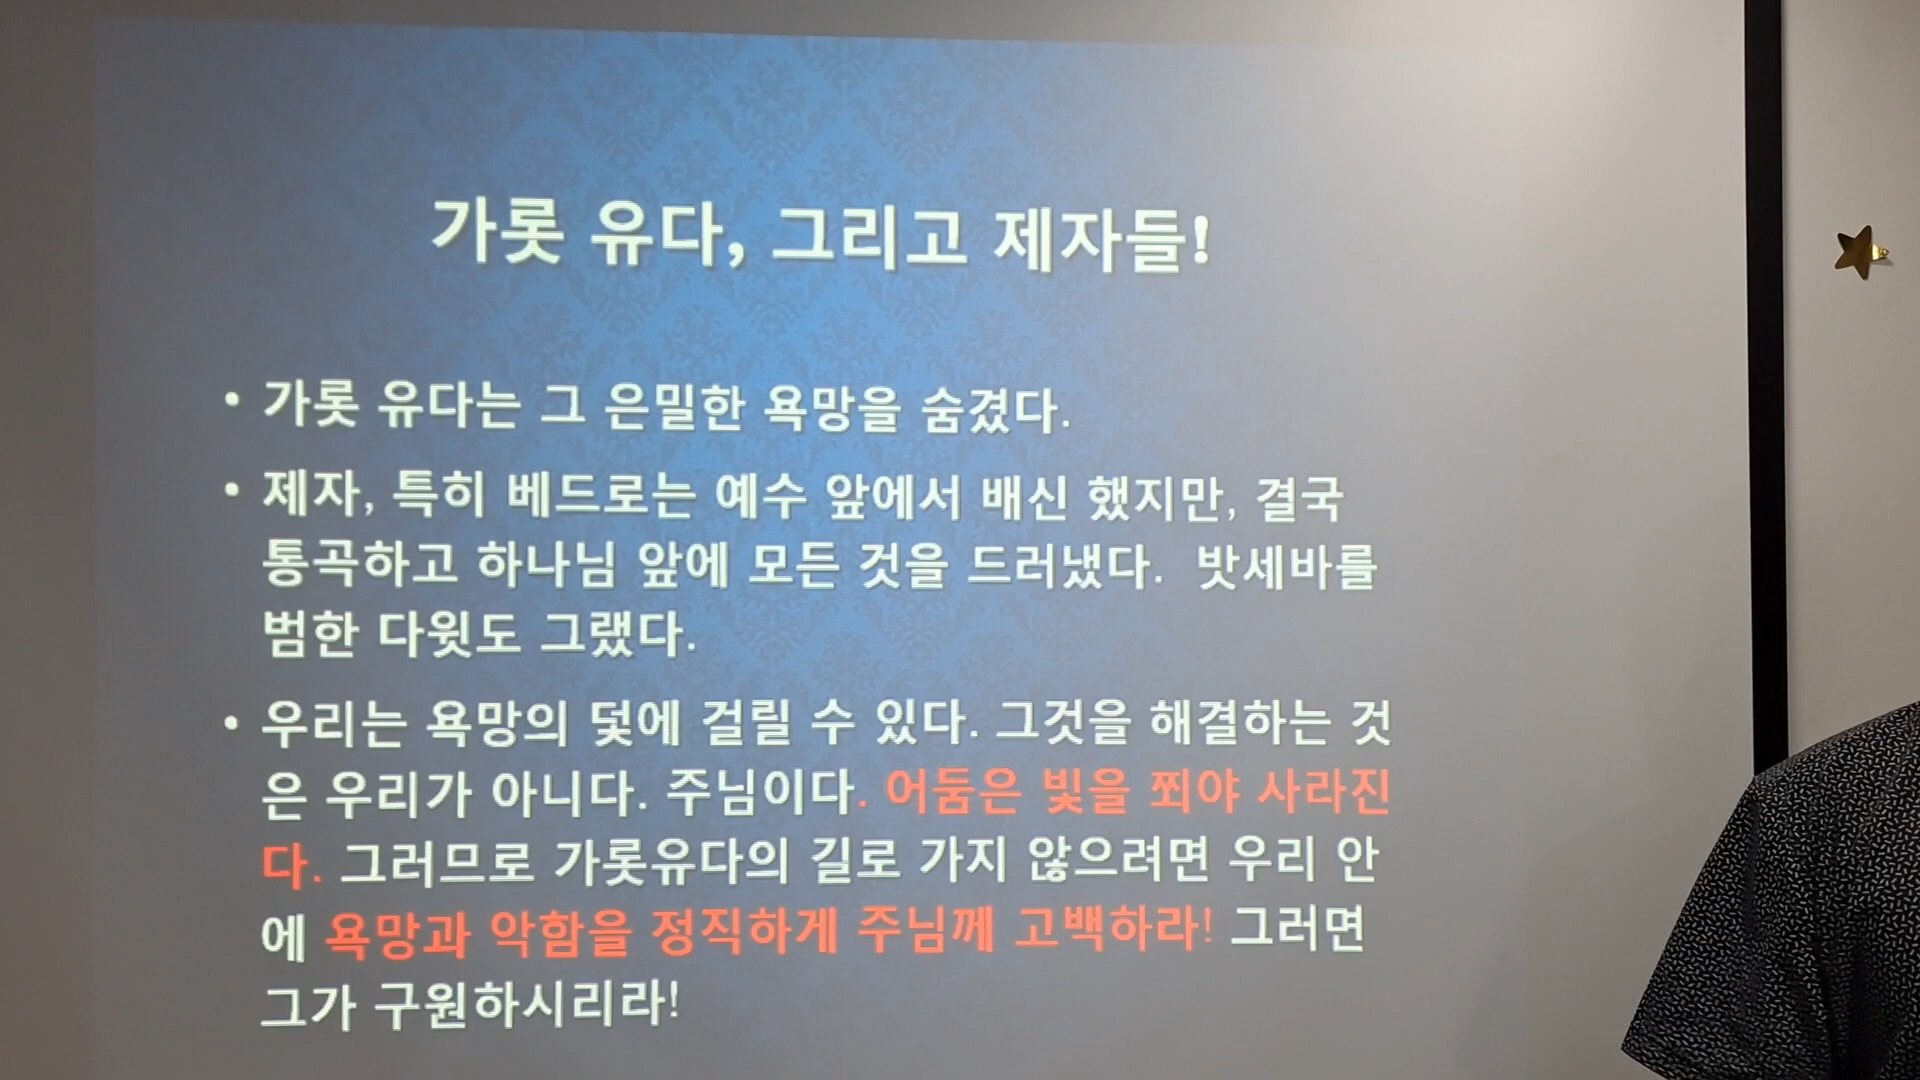 가롯 유다, 그리고 제자들!
• 가롯 유다는 그 은밀한 욕망을 숨겼다.
• 제자, 특히 베드로는 예수 앞에서 배신 했지만, 결국
통곡하고 하나님 앞에 모든 것을 드러냈다. 밧세바를
범한 다윗도 그랬다.
• 우리는 욕망의 덫에 걸릴 수 있다. 그것을 해결하는 것
은 우리가 아니다. 주님이다. 어둠은 빛을 쬐야 사라진
다. 그러므로 가롯유다의 길로 가지 않으려면 우리 안
에 욕망과 악함을 정직하게 주님께 고백하라! 그러면
그가 구원하시리라!